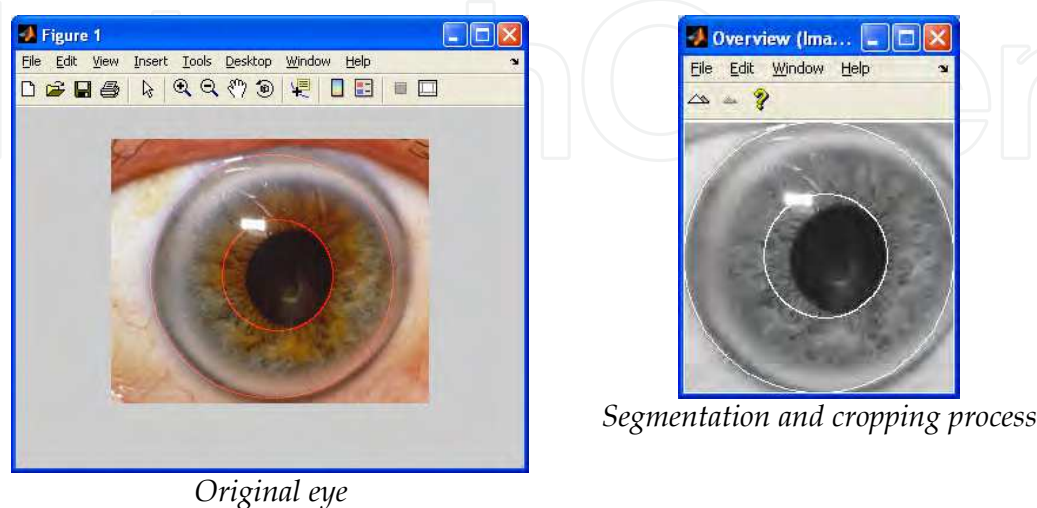 Figure 1
File Edit View Insert Tools Desktop Window Help
Original eye
Overview (Ima...
File Edit Window Help
Segmentation and cropping process